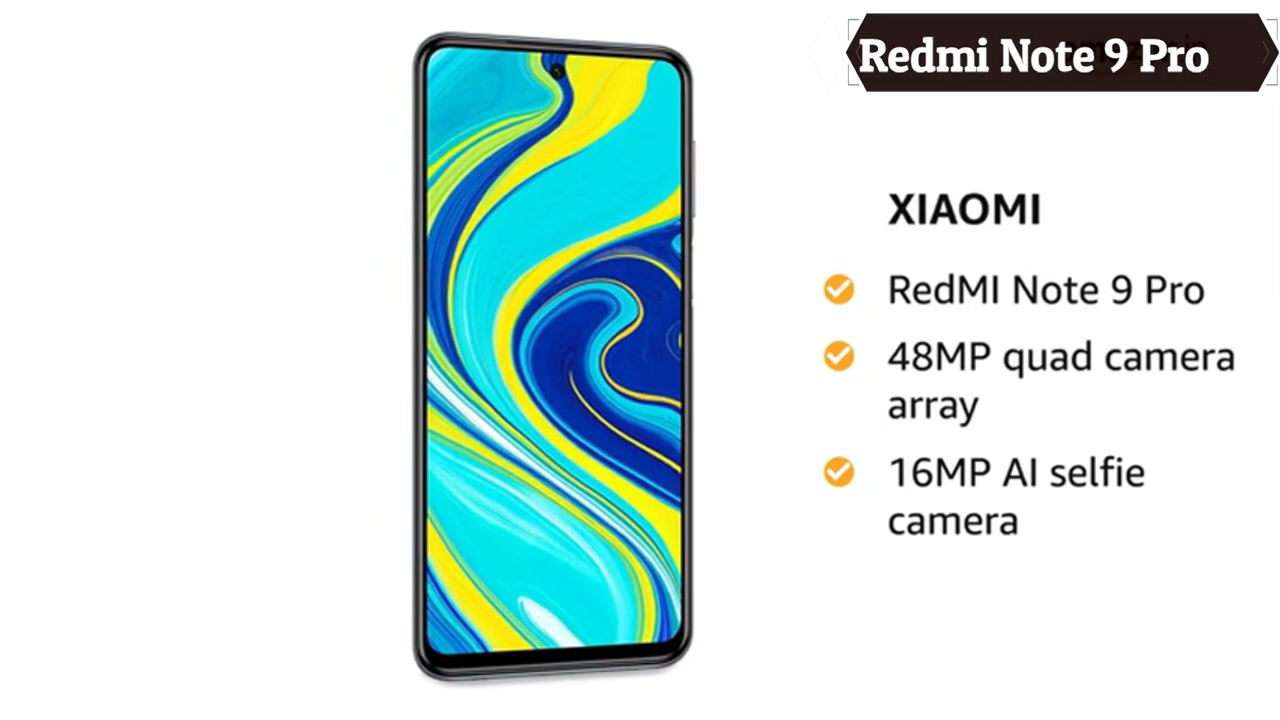 Redmi Note 9 Pro
XIAOMI
RedMI Note 9 Pro
48MP quad camera
array
16MP AI selfie
camera